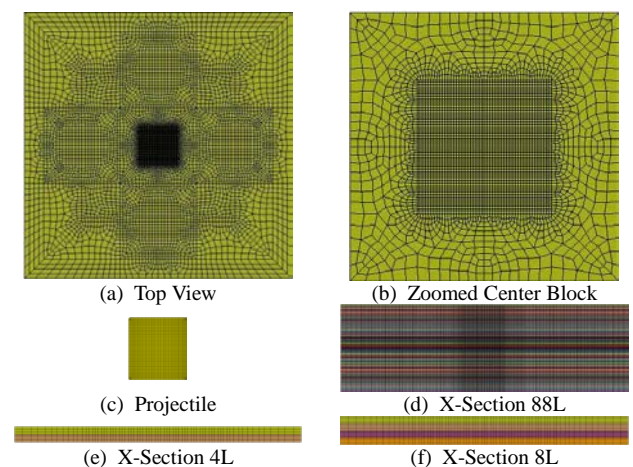 (a) Top View
(b) Zoomed Center Block
(c) Projectile
(d) X-Section 88L
(e) X-Section 4L
(f) X-Section 8L